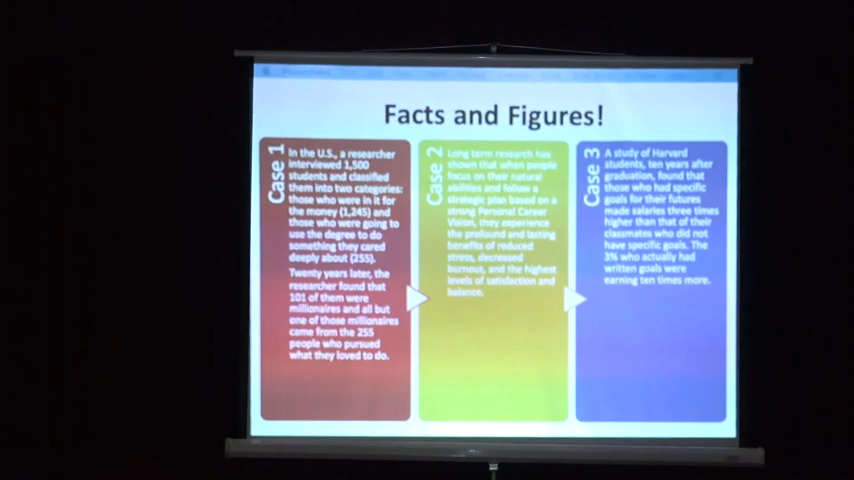 Facts and Figures!
Case 1
In the U.S., a researcher
interviewed 1,500
students and classified
them into two categories:
those who were in it for
the money (1,245) and
those who were going to
use the degree to do
something they cared
deeply about (255).
Twenty years later, the
researcher found that
101 of them were
millionaires and all but
one of those millionaires
came from the 255
people who pursued
what they loved to do.
Case 2
Long term research has
shown that when people
focus on their natural
abilities and follow a
strategic plan based on a
strong Personal Career
Vision, they experience
the profound and lasting
benefits of reduced
stress, decreased
burnout, and the highest
levels of satisfaction and
balance.
Case 3
A study of Harvard
students, ten years after
graduation, found that
those who had specific
goals for their futures
made salaries three times
higher than that of their
classmates who did not
have specific goals. The
3% who actually had
written goals were
earning ten times more.